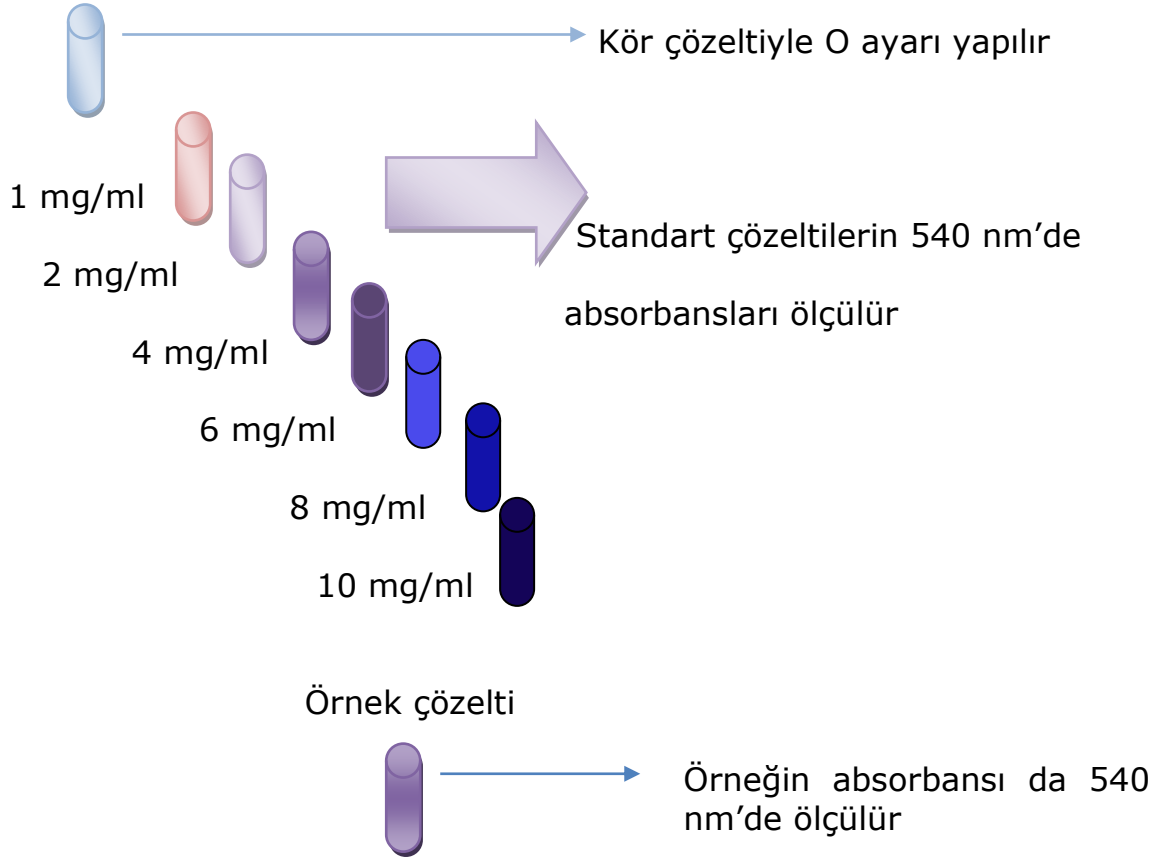 Kör çözeltiyle O ayarı yapılır
1 mg/ml
2 mg/ml
4 mg/ml
6 mg/ml
8 mg/ml
10 mg/ml
Standart çözeltilerin 540 nm’de
absorbansları ölçülür
Örnek çözelti
Örneğin absorbansı da 540
nm’de ölçülür